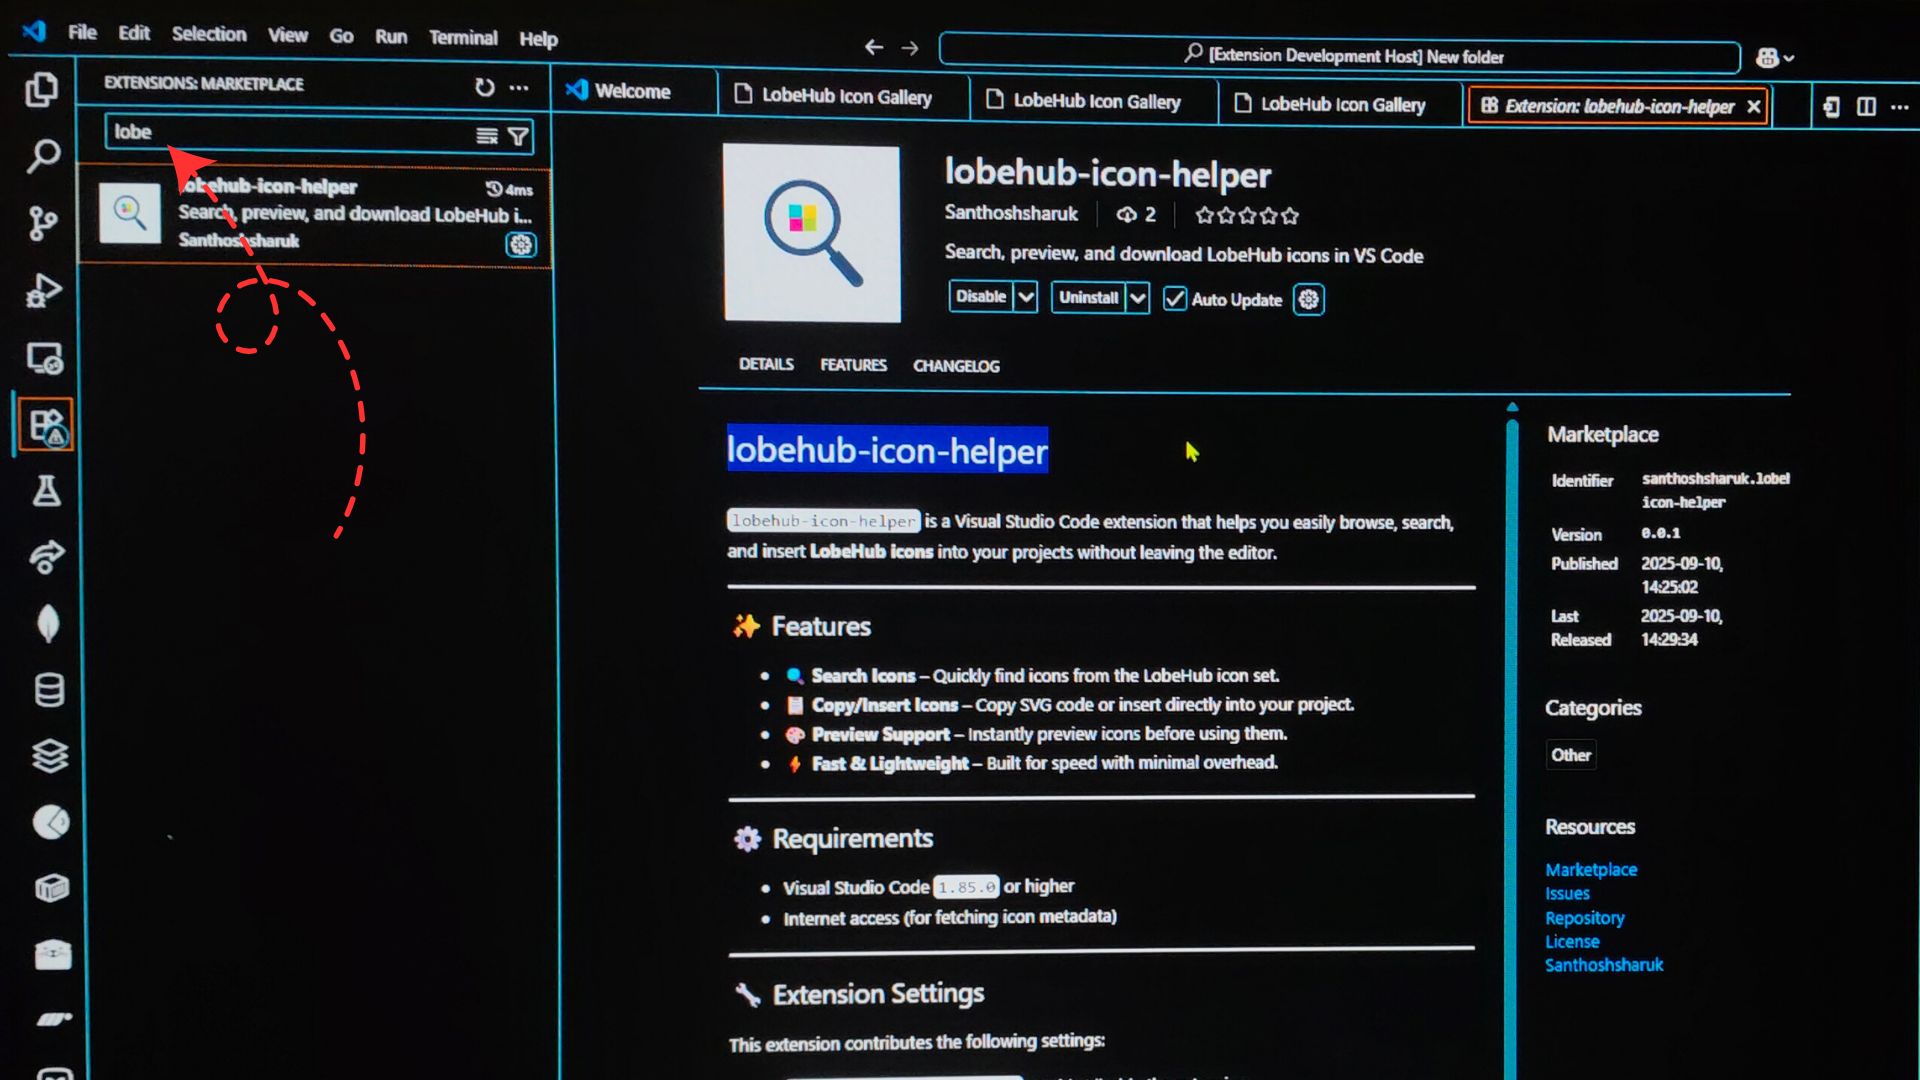 File Edit Selection View Go Run Terminal Help
[Extension Development Host] New folder
EXTENSIONS: MARKETPLACE
lobe
lobehub-icon-helper 4ms
Search, preview, and download LobeHub i...
Santhoshsharuk
Welcome
LobeHub Icon Gallery
LobeHub Icon Gallery
LobeHub Icon Gallery
Extension: lobehub-icon-helper
lobehub-icon-helper
Santhoshsharuk 2
Search, preview, and download LobeHub icons in VS Code
Disable Uninstall Auto Update
DETAILS FEATURES CHANGELOG
lobehub-icon-helper
lobehub-icon-helper is a Visual Studio Code extension that helps you easily browse, search,
and insert LobeHub icons into your projects without leaving the editor.
Features
Search Icons – Quickly find icons from the LobeHub icon set.
Copy/Insert Icons – Copy SVG code or insert directly into your project.
Preview Support – Instantly preview icons before using them.
Fast & Lightweight – Built for speed with minimal overhead.
Requirements
Visual Studio Code 1.85.0 or higher
Internet access (for fetching icon metadata)
Extension Settings
This extension contributes the following settings:
Marketplace
Identifier santhoshsharuk.lobel
icon-helper
Version 0.0.1
Published 2025-09-10,
14:25:02
Last 2025-09-10,
Released 14:29:34
Categories
Other
Resources
Marketplace
Issues
Repository
License
Santhoshsharuk